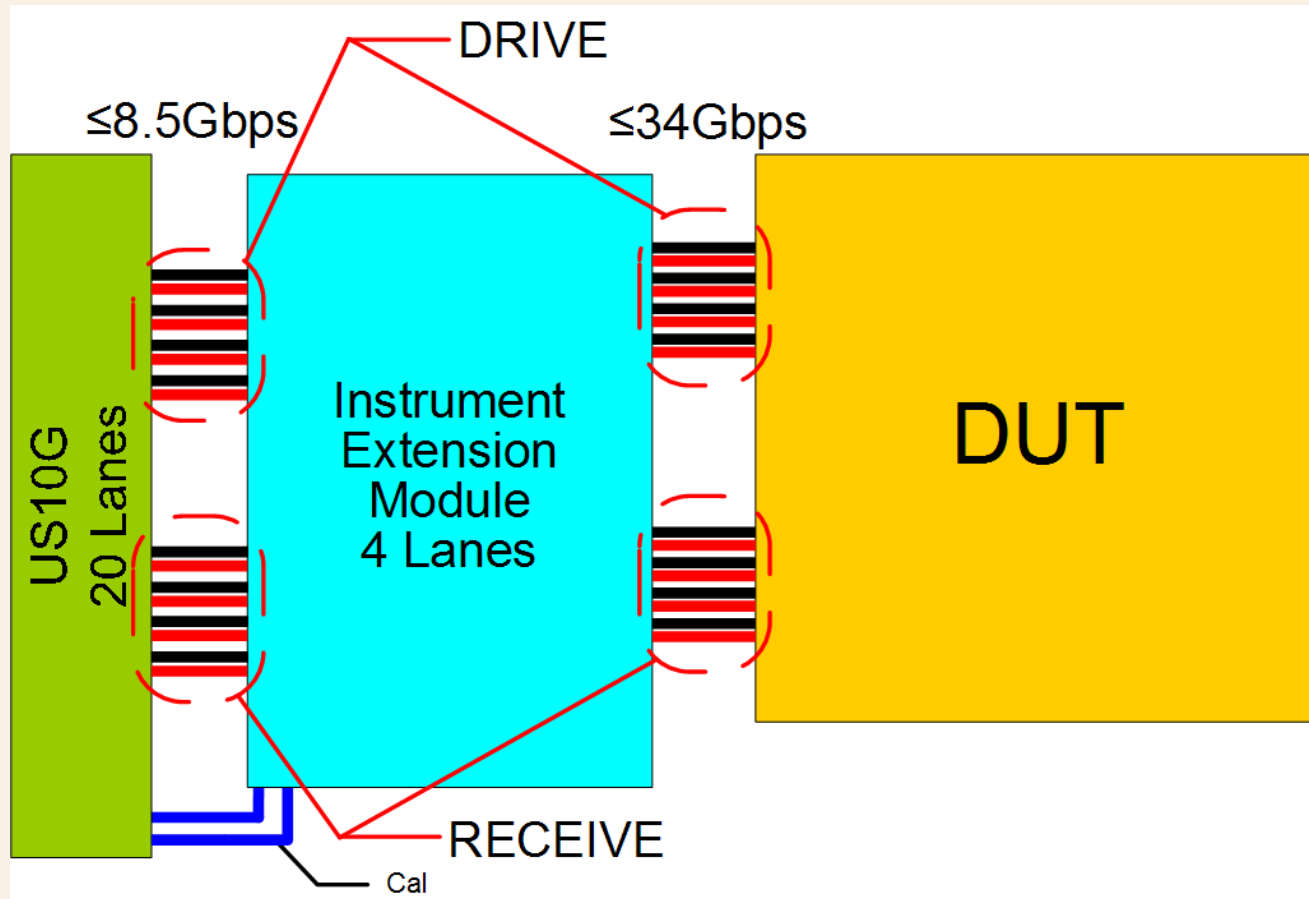 DRIVE
≤8.5Gbps
≤34Gbps
US10G
20 Lanes
Instrument
Extension
Module
4 Lanes
DUT
RECEIVE
Cal